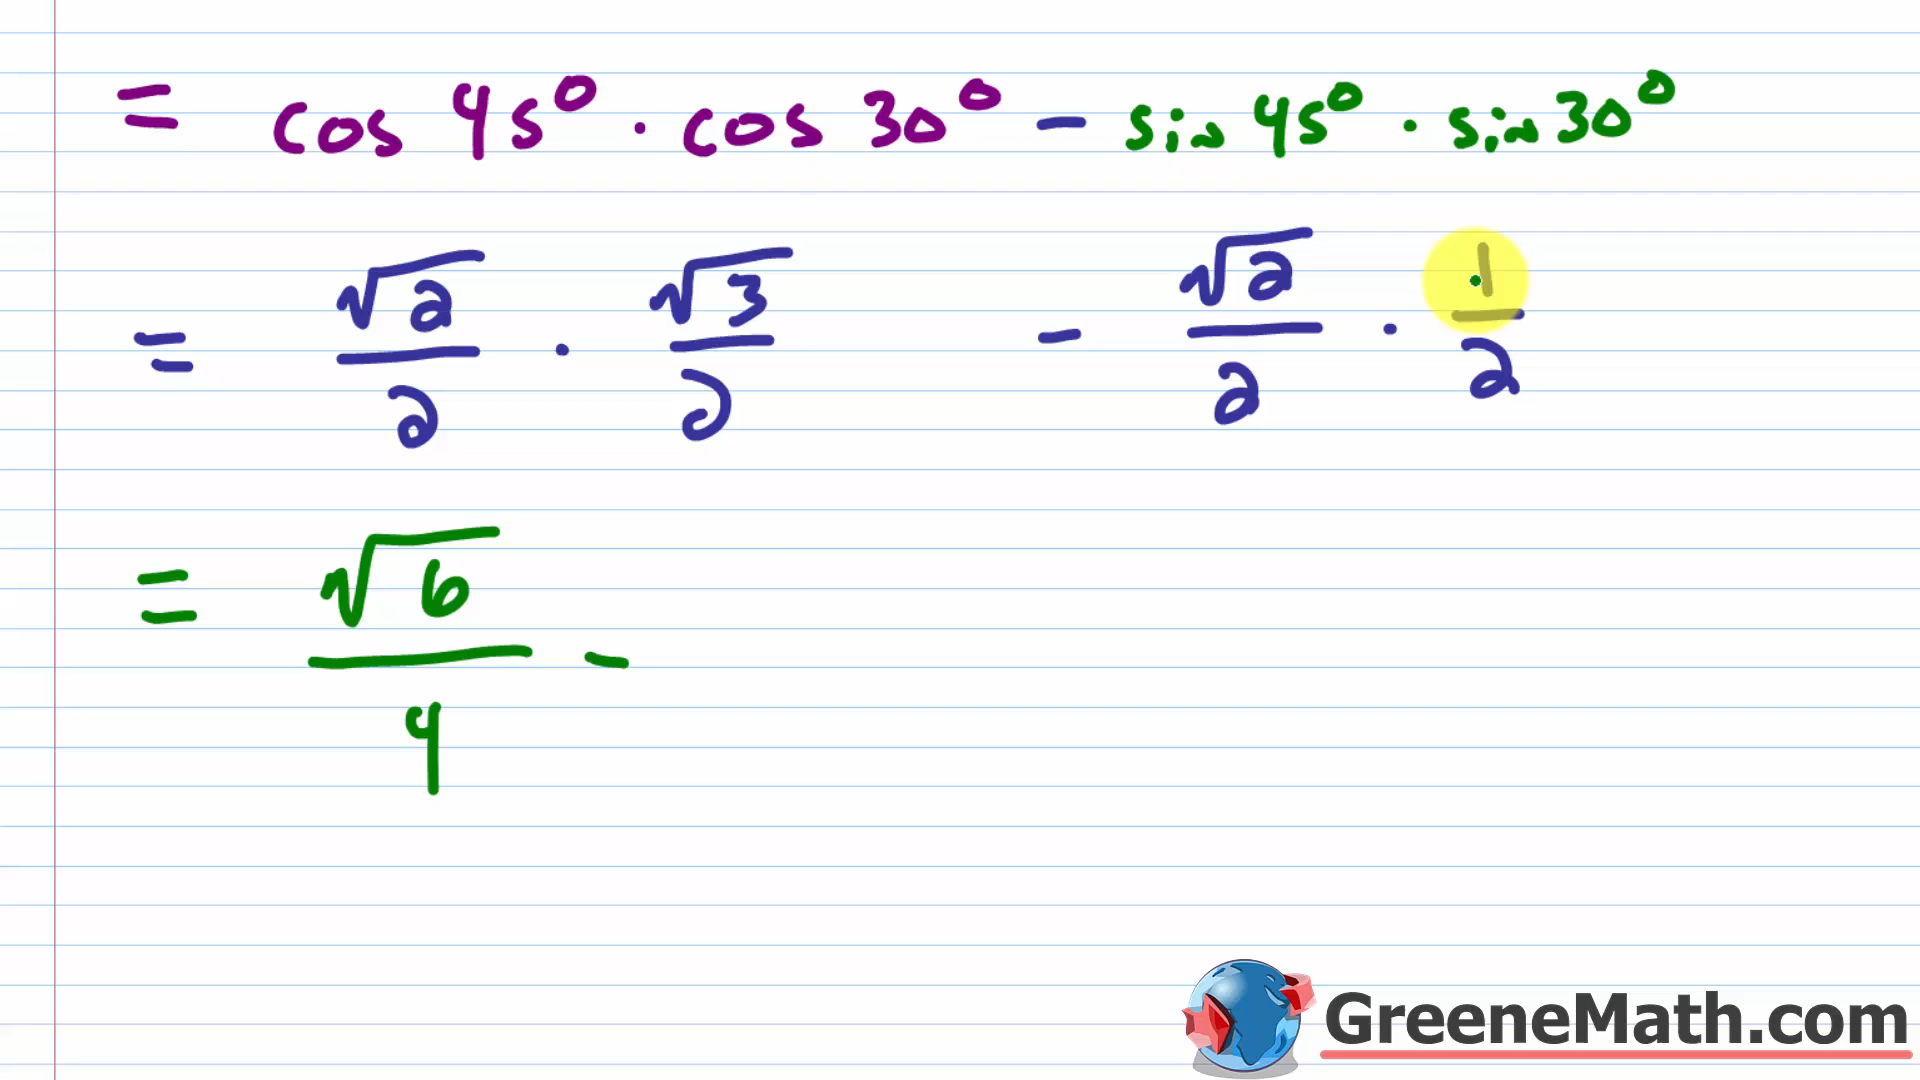 = cos 45° · cos 30° - sin 45° · sin 30°
= √2/2 · √3/2 - √2/2 · 1/2
= √6/4 -
GreeneMath.com